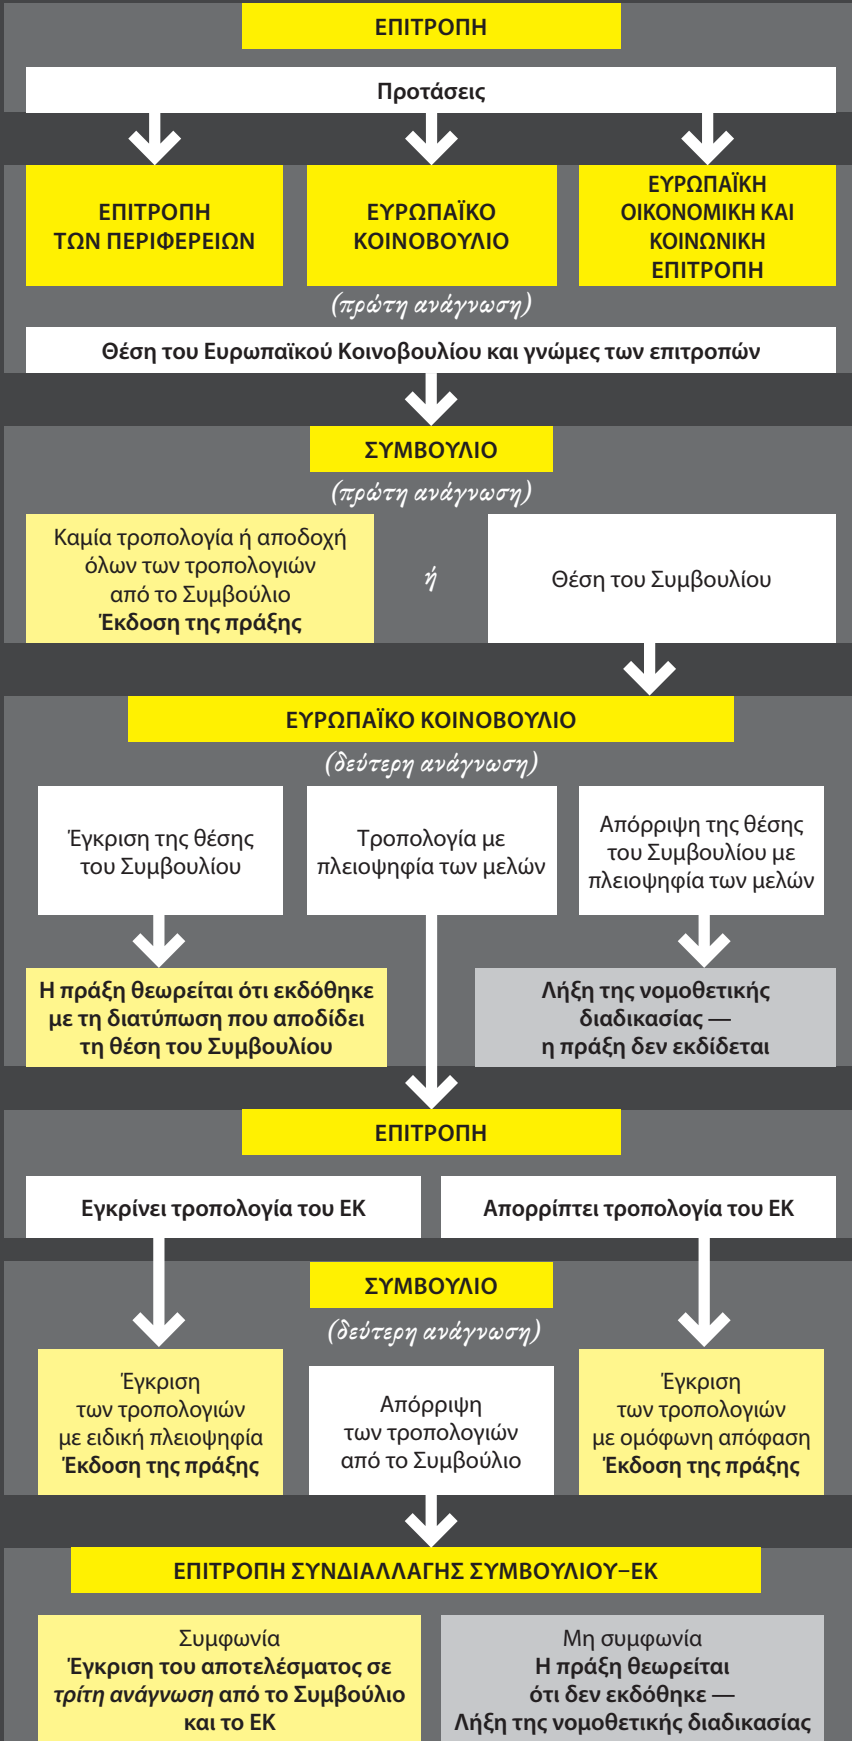 ΕΠΙΤΡΟΠΗ
Προτάσεις
ΕΠΙΤΡΟΠΗ
ΤΩΝ ΠΕΡΙΦΕΡΕΙΩΝ
ΕΥΡΩΠΑΪΚΟ
ΚΟΙΝΟΒΟΥΛΙΟ
ΕΥΡΩΠΑΪΚΗ
ΟΙΚΟΝΟΜΙΚΗ ΚΑΙ
ΚΟΙΝΩΝΙΚΗ
ΕΠΙΤΡΟΠΗ
(πρώτη ανάγνωση)
Θέση του Ευρωπαϊκού Κοινοβουλίου και γνώμες των επιτροπών
ΣΥΜΒΟΥΛΙΟ
(πρώτη ανάγνωση)
Καμία τροπολογία ή αποδοχή
όλων των τροπολογιών
από το Συμβούλιο
Έκδοση της πράξης
ή
Θέση του Συμβουλίου
ΕΥΡΩΠΑΪΚΟ ΚΟΙΝΟΒΟΥΛΙΟ
(δεύτερη ανάγνωση)
Έγκριση της θέσης
του Συμβουλίου
Τροπολογία με
πλειοψηφία των μελών
Απόρριψη της θέσης
του Συμβουλίου με
πλειοψηφία των μελών
Η πράξη θεωρείται ότι εκδόθηκε
με τη διατύπωση που αποδίδει
τη θέση του Συμβουλίου
Λήξη της νομοθετικής
διαδικασίας —
η πράξη δεν εκδίδεται
ΕΠΙΤΡΟΠΗ
Εγκρίνει τροπολογία του ΕΚ
Απορρίπτει τροπολογία του ΕΚ
ΣΥΜΒΟΥΛΙΟ
(δεύτερη ανάγνωση)
Έγκριση
των τροπολογιών
με ειδική πλειοψηφία
Έκδοση της πράξης
Απόρριψη
των τροπολογιών
από το Συμβούλιο
Έγκριση
των τροπολογιών
με ομόφωνη απόφαση
Έκδοση της πράξης
ΕΠΙΤΡΟΠΗ ΣΥΝΔΙΑΛΛΑΓΗΣ ΣΥΜΒΟΥΛΙΟΥ–ΕΚ
Συμφωνία
Έγκριση του αποτελέσματος σε
τρίτη ανάγνωση από το Συμβούλιο
και το ΕΚ
Μη συμφωνία
Η πράξη θεωρείται
ότι δεν εκδόθηκε —
Λήξη της νομοθετικής διαδικασίας